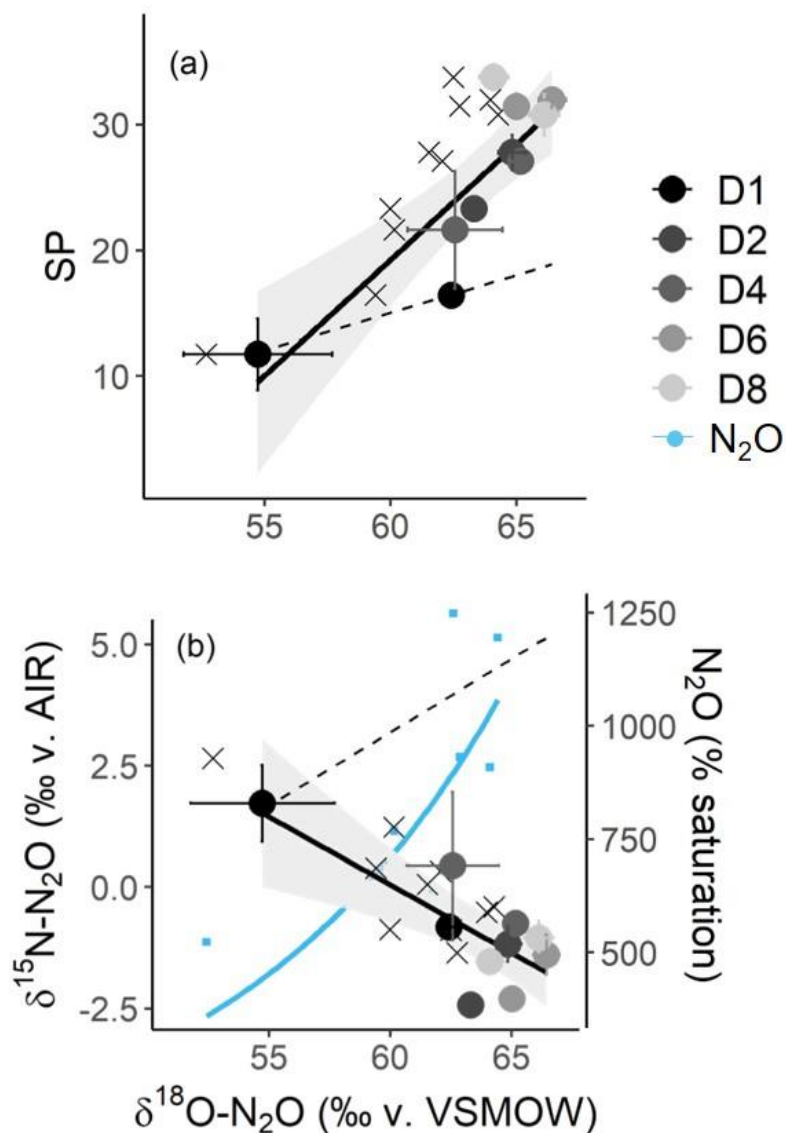 (a)
SP
30
20
10
55 60 65
D1
D2
D4
D6
D8
N₂O
(b)
δ¹⁵N-N₂O (‰ v. AIR)
5.0
2.5
0.0
-2.5
1250
1000
750
500
N₂O (% saturation)
55 60 65
δ¹⁸O-N₂O (‰ v. VSMOW)